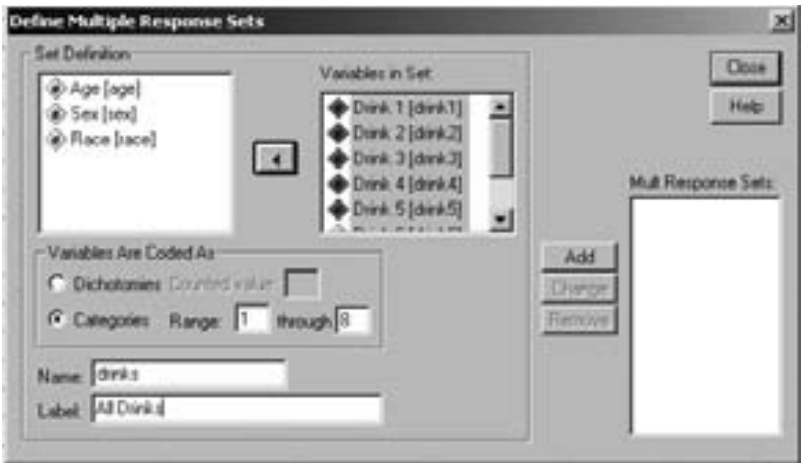 Define Multiple Response Sets
Set Definition
Age [age]
Sex [sex]
Race [race]
Variables in Set:
Drink 1 [drink1]
Drink 2 [drink2]
Drink 3 [drink3]
Drink 4 [drink4]
Drink 5 [drink5]
Close
Help
Mult Response Sets:
Variables Are Coded As
Dichotomies Counted value:
Categories Range: 1 through 8
Add
Change
Remove
Name: drinks
Label: All Drinks